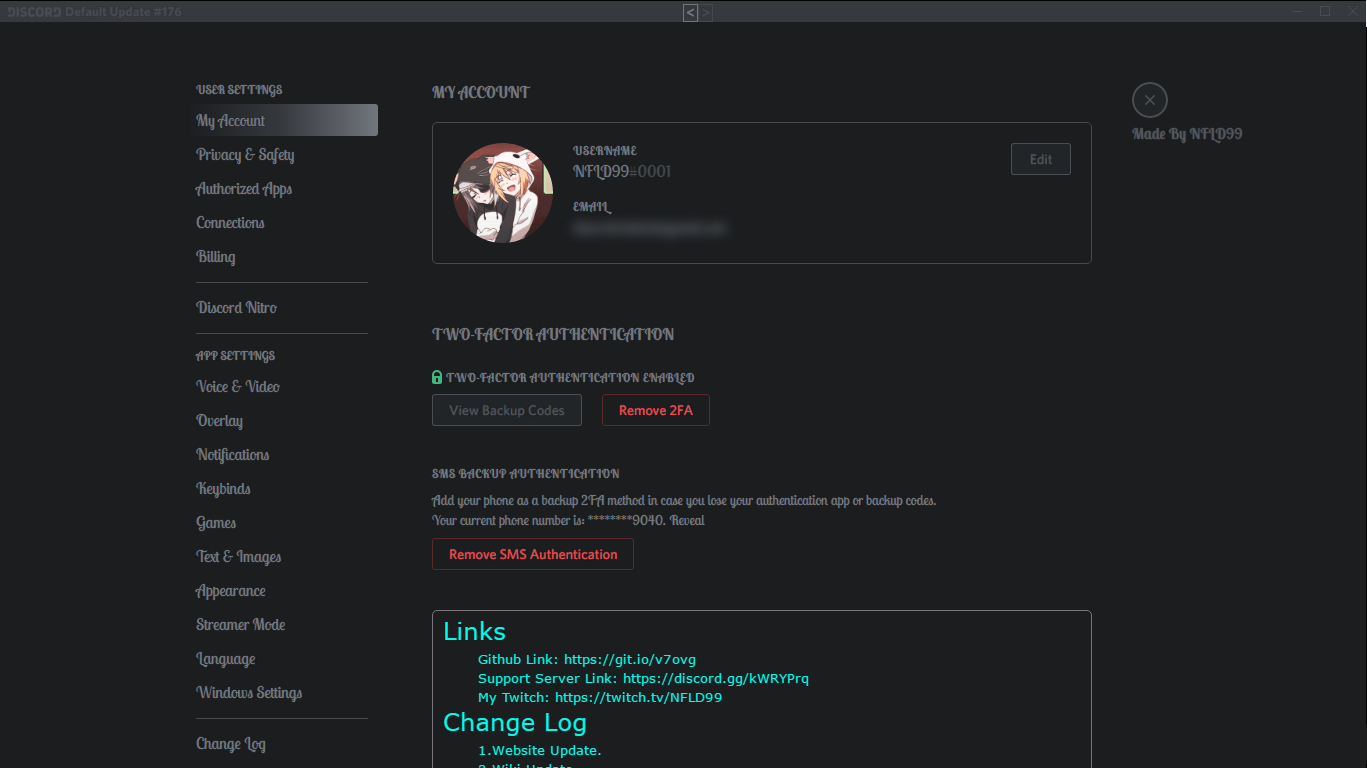 DISCORD Default Update #176
< >
USER SETTINGS
My Account
Privacy & Safety
Authorized Apps
Connections
Billing
Discord Nitro
APP SETTINGS
Voice & Video
Overlay
Notifications
Keybinds
Games
Text & Images
Appearance
Streamer Mode
Language
Windows Settings
Change Log
MY ACCOUNT
USERNAME
NFLD99#0001
EMAIL
Edit
TWO-FACTOR AUTHENTICATION
TWO-FACTOR AUTHENTICATION ENABLED
View Backup Codes
Remove 2FA
SMS BACKUP AUTHENTICATION
Add your phone as a backup 2FA method in case you lose your authentication app or backup codes.
Your current phone number is: ********9040. Reveal
Remove SMS Authentication
Links
Github Link: https://git.io/v7ovg
Support Server Link: https://discord.gg/kWRYPrq
My Twitch: https://twitch.tv/NFLD99
Change Log
1.Website Update.
2.Wiki Update
Made By NFLD99